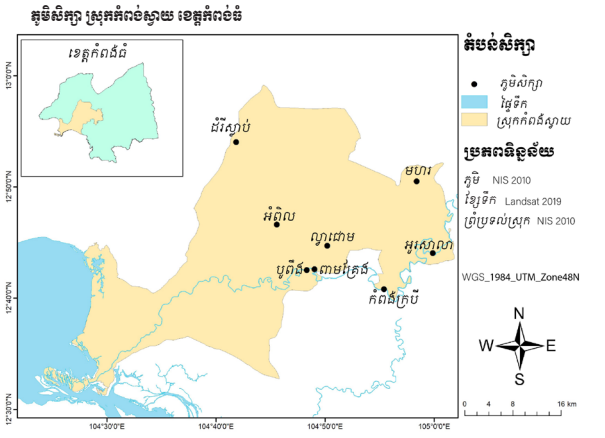 ភូមិសិក្សា ស្រុកកំពង់ស្វាយ ខេត្តកំពង់ធំ
ខេត្តកំពង់ធំ
តំបន់សិក្សា
ភូមិសិក្សា
ផ្ទៃទឹក
ស្រុកកំពង់ស្វាយ
ប្រភពទិន្នន័យ
ភូមិ NIS 2010
ខ្សែទឹក Landsat 2019
ព្រំប្រទល់ស្រុក NIS 2010
WGS_1984_UTM_Zone48N
N
W E
S
0 4 8 16 km
13°0'0"N
12°50'0"N
12°40'0"N
12°30'0"N
ដំរីស្លាប់
មហរ
អំពិល
ល្វាជោម
អូរសាលា
បូពឹង
ពាមក្រែង
កំពង់ក្របី
104°30'0"E
104°40'0"E
104°50'0"E
105°0'0"E